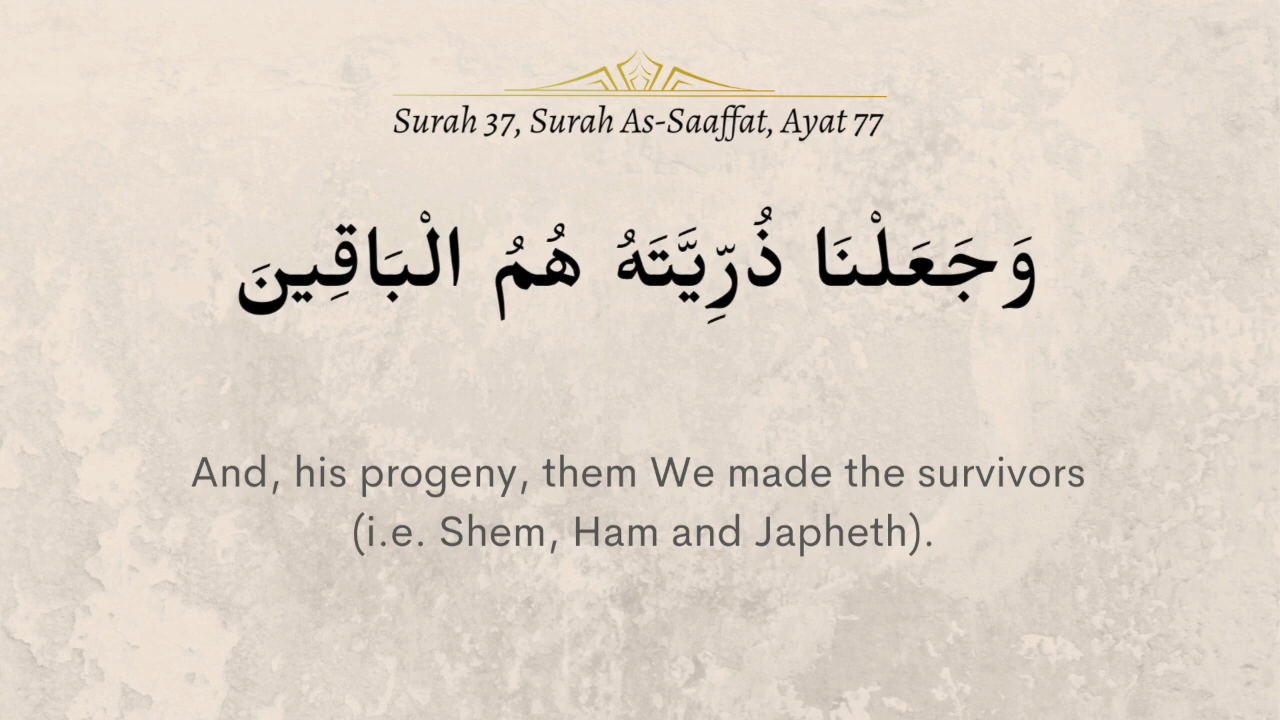 Surah 37, Surah As-Saaffat, Ayat 77
وَجَعَلْنَا ذُرِّيَّتَهُ هُمُ الْبَاقِينَ
And, his progeny, them We made the survivors
(i.e. Shem, Ham and Japheth).